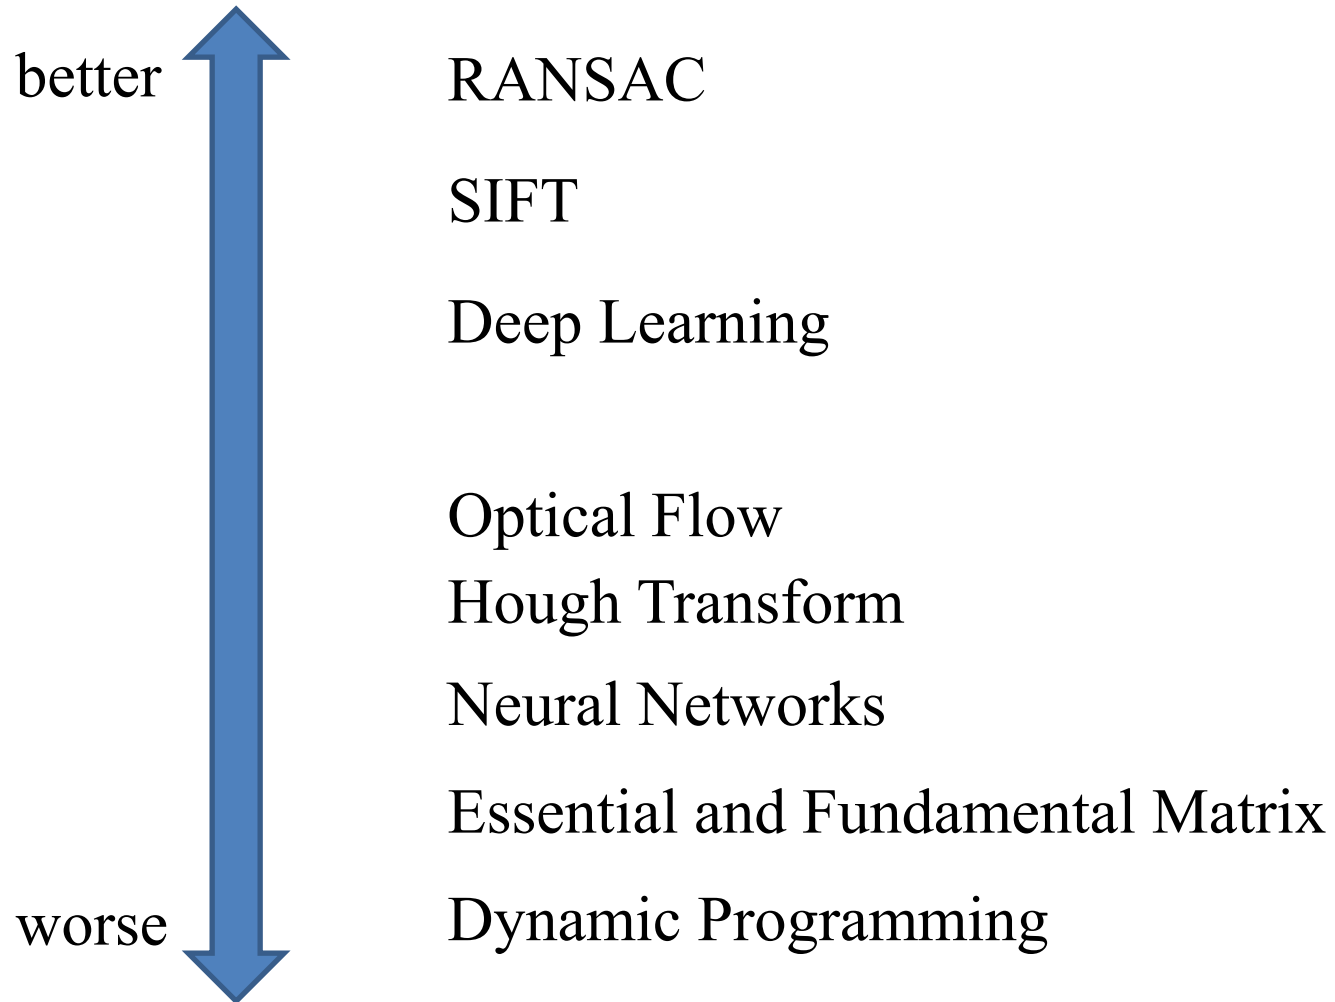 better
RANSAC
SIFT
Deep Learning
Optical Flow
Hough Transform
Neural Networks
Essential and Fundamental Matrix
worse
Dynamic Programming